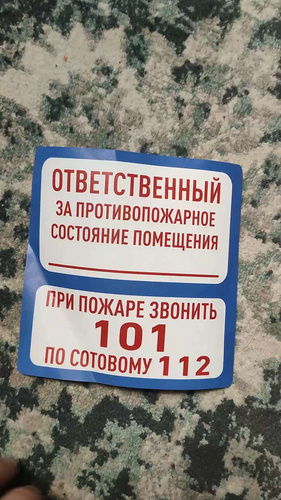 ОТВЕТСТВЕННЫЙ
ЗА ПРОТИВОПОЖАРНОЕ
СОСТОЯНИЕ ПОМЕЩЕНИЯ
ПРИ ПОЖАРЕ ЗВОНИТЬ
101
ПО СОТОВОМУ 112